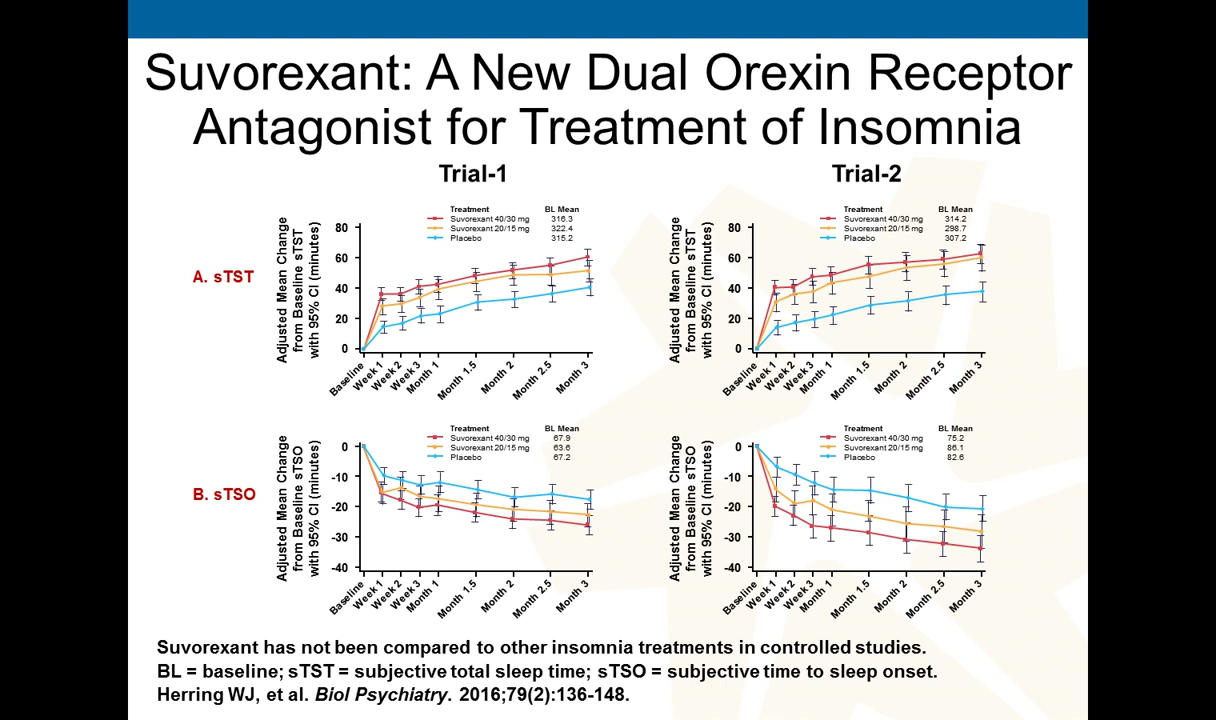 Suvorexant: A New Dual Orexin Receptor
Antagonist for Treatment of Insomnia
Trial-1
Trial-2
A. sTST
Adjusted Mean Change
from Baseline sTST
with 95% CI (minutes)
Treatment BL Mean
Suvorexant 40/30 mg 316.3
Suvorexant 20/15 mg 322.4
Placebo 315.2
80
60
40
20
0
Baseline Week 1 Week 2 Week 3 Month 1 Month 1.5 Month 2 Month 2.5 Month 3
Adjusted Mean Change
from Baseline sTST
with 95% CI (minutes)
Treatment BL Mean
Suvorexant 40/30 mg 314.2
Suvorexant 20/15 mg 298.7
Placebo 307.2
80
60
40
20
0
Baseline Week 1 Week 2 Week 3 Month 1 Month 1.5 Month 2 Month 2.5 Month 3
B. sTSO
Adjusted Mean Change
from Baseline sTSO
with 95% CI (minutes)
Treatment BL Mean
Suvorexant 40/30 mg 67.9
Suvorexant 20/15 mg 63.6
Placebo 67.2
0
-10
-20
-30
-40
Baseline Week 1 Week 2 Week 3 Month 1 Month 1.5 Month 2 Month 2.5 Month 3
Adjusted Mean Change
from Baseline sTSO
with 95% CI (minutes)
Treatment BL Mean
Suvorexant 40/30 mg 75.2
Suvorexant 20/15 mg 86.1
Placebo 82.6
0
-10
-20
-30
-40
Baseline Week 1 Week 2 Week 3 Month 1 Month 1.5 Month 2 Month 2.5 Month 3
Suvorexant has not been compared to other insomnia treatments in controlled studies.
BL = baseline; sTST = subjective total sleep time; sTSO = subjective time to sleep onset.
Herring WJ, et al. Biol Psychiatry. 2016;79(2):136-148.